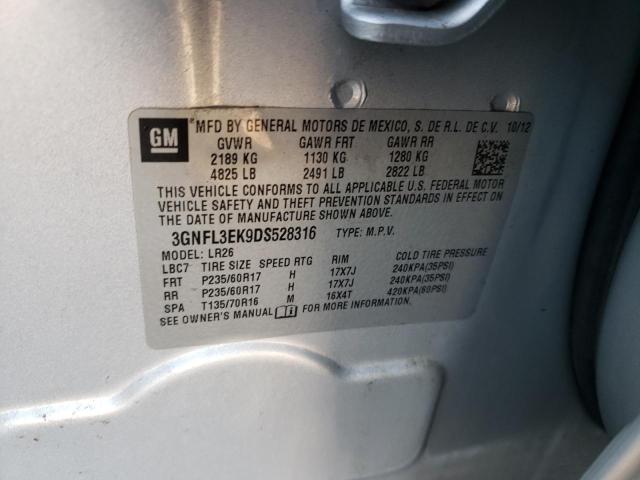 GM
MFD BY GENERAL MOTORS DE MEXICO, S. DE R.L. DE C.V. 10/12
GVWR GAWR FRT GAWR RR
2189 KG 1130 KG 1280 KG
4825 LB 2491 LB 2822 LB
THIS VEHICLE CONFORMS TO ALL APPLICABLE U.S. FEDERAL MOTOR
VEHICLE SAFETY AND THEFT PREVENTION STANDARDS IN EFFECT ON
THE DATE OF MANUFACTURE SHOWN ABOVE.
3GNFL3EK9DS528316 TYPE: M.P.V.
MODEL: LR26
LBC7 TIRE SIZE SPEED RTG RIM COLD TIRE PRESSURE
FRT P235/60R17 H 17X7J 240KPA(35PSI)
RR P235/60R17 H 17X7J 240KPA(35PSI)
SPA T135/70R16 M 16X4T 420KPA(60PSI)
SEE OWNER'S MANUAL FOR MORE INFORMATION.